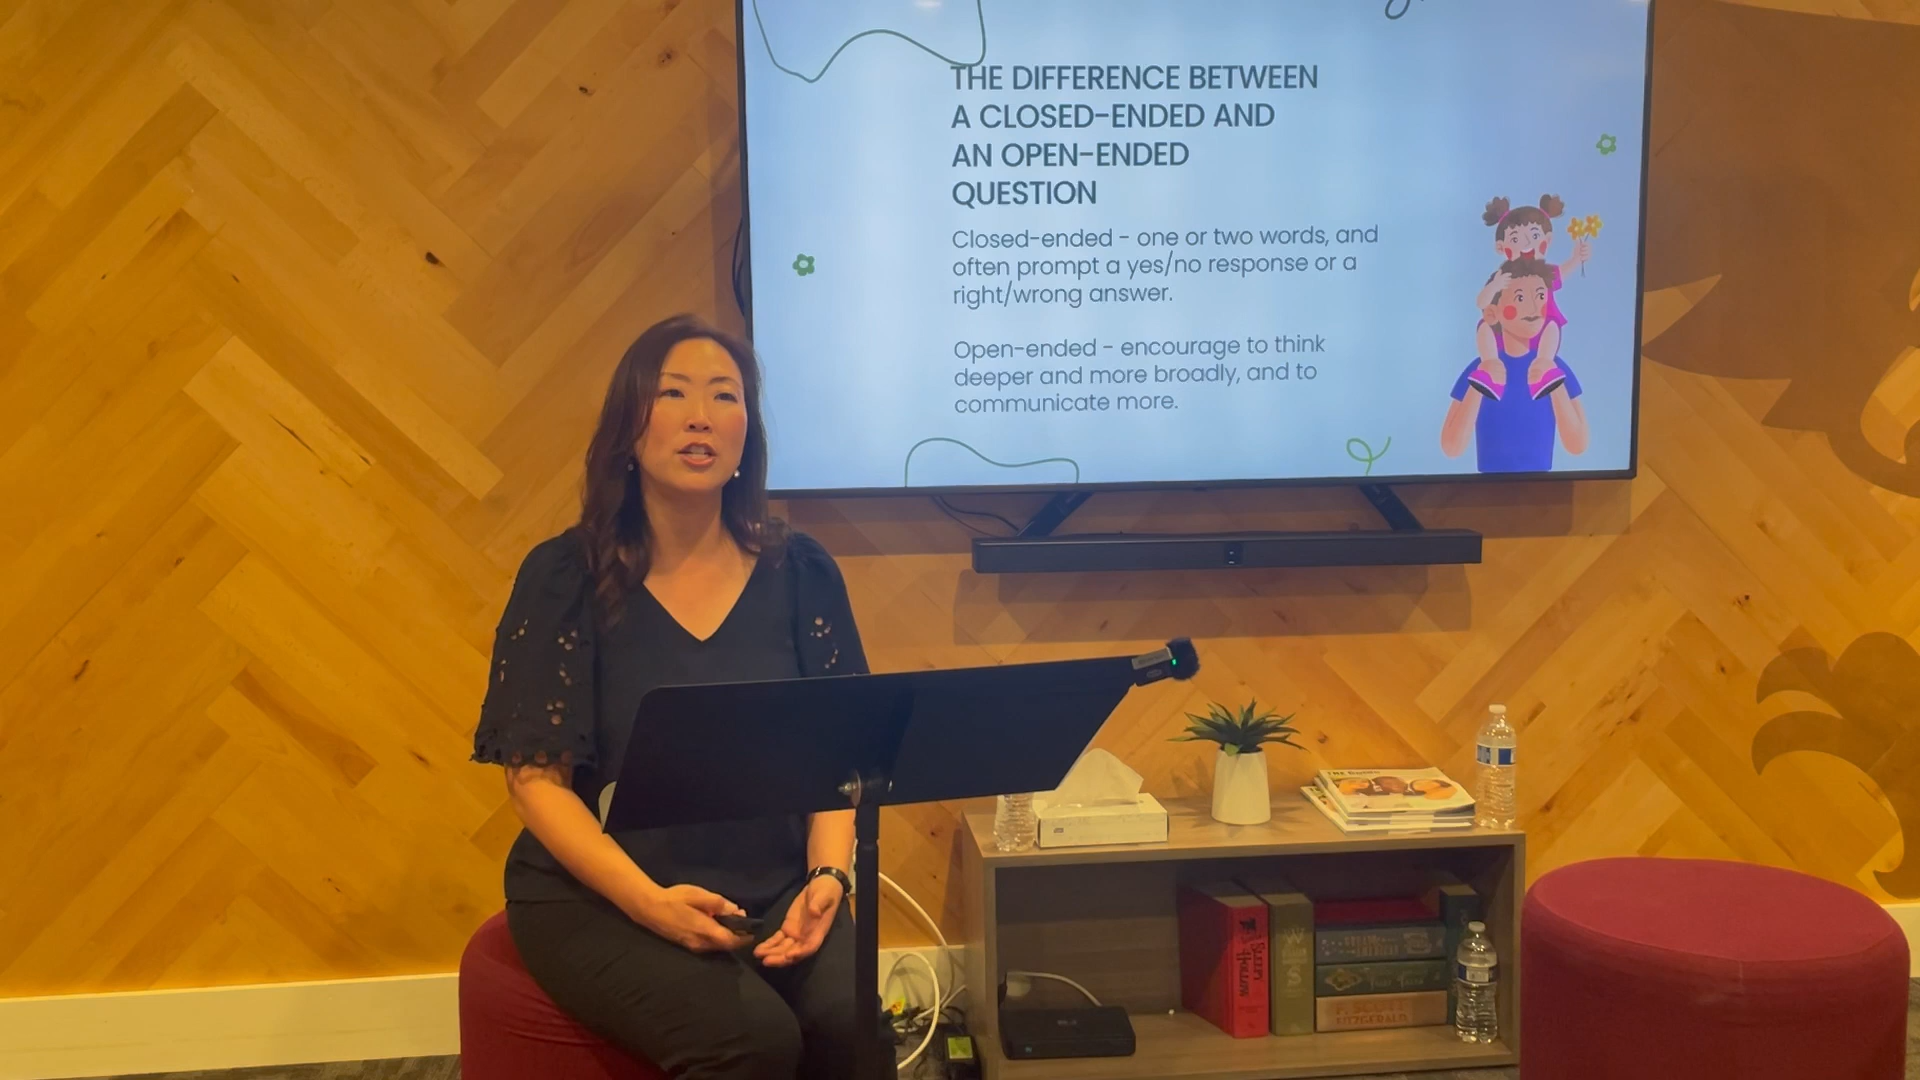 THE DIFFERENCE BETWEEN
A CLOSED-ENDED AND
AN OPEN-ENDED
QUESTION
Closed-ended - one or two words, and
often prompt a yes/no response or a
right/wrong answer.
Open-ended - encourage to think
deeper and more broadly, and to
communicate more.
Sleepy
Hollow
W
S
F. SCOTT
FITZGERALD